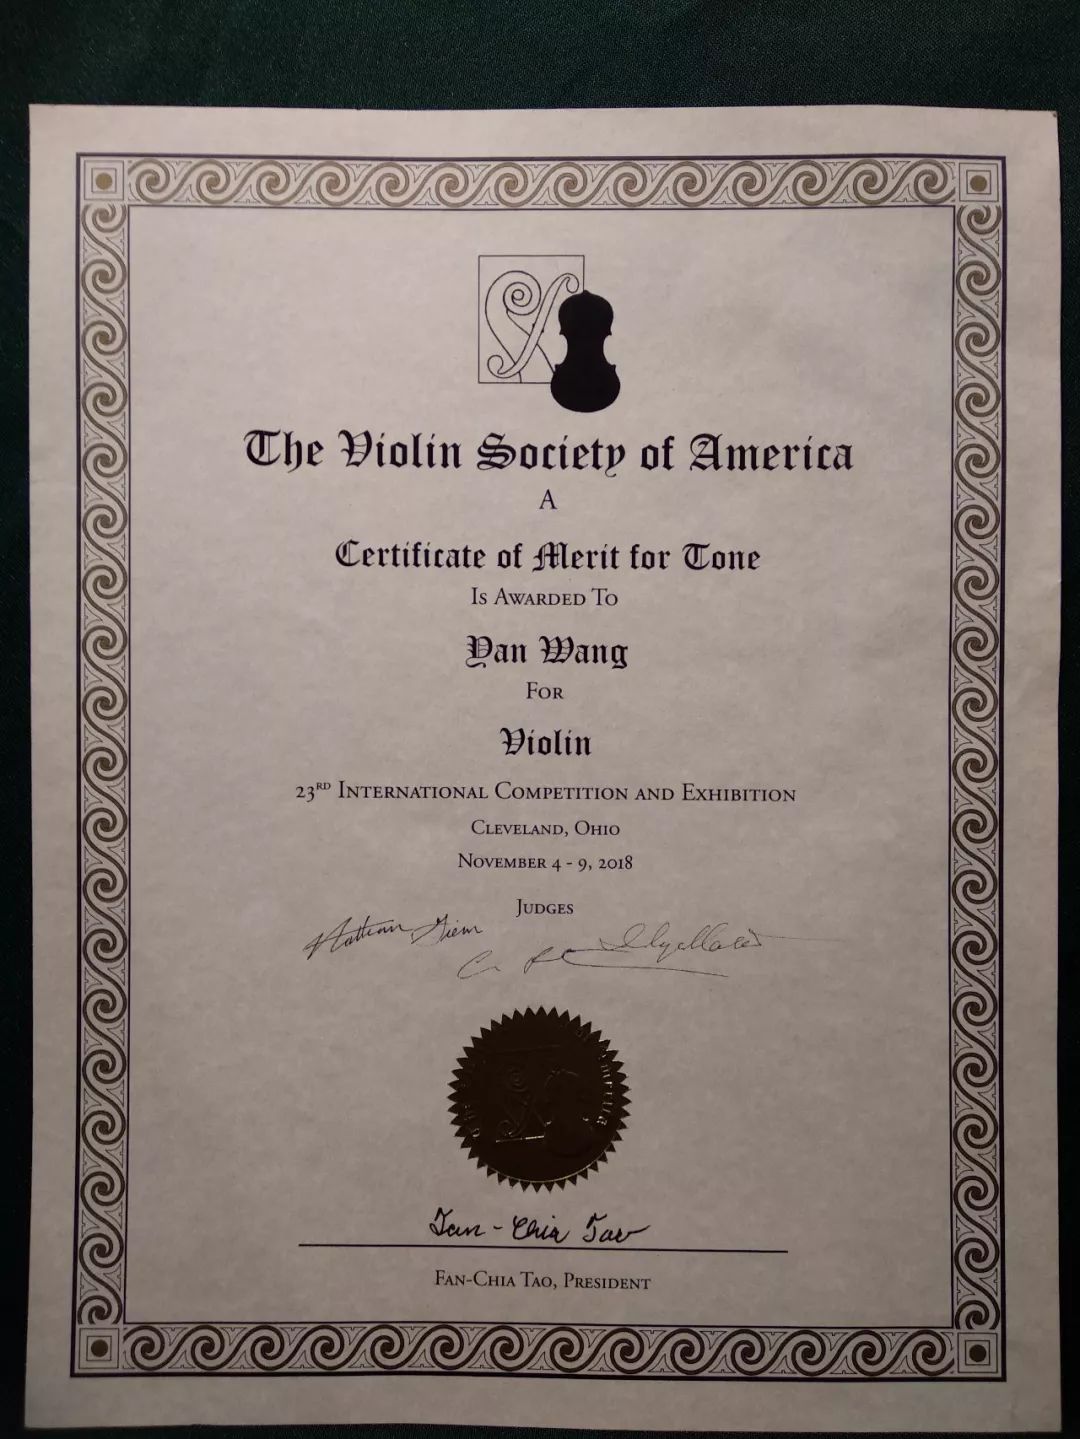 The Violin Society of America
A
Certificate of Merit for Tone
Is Awarded To
Yan Wang
For
Violin
23RD International Competition and Exhibition
Cleveland, Ohio
November 4 - 9, 2018
Judges
Fan-Chia Tao
Fan-Chia Tao, President